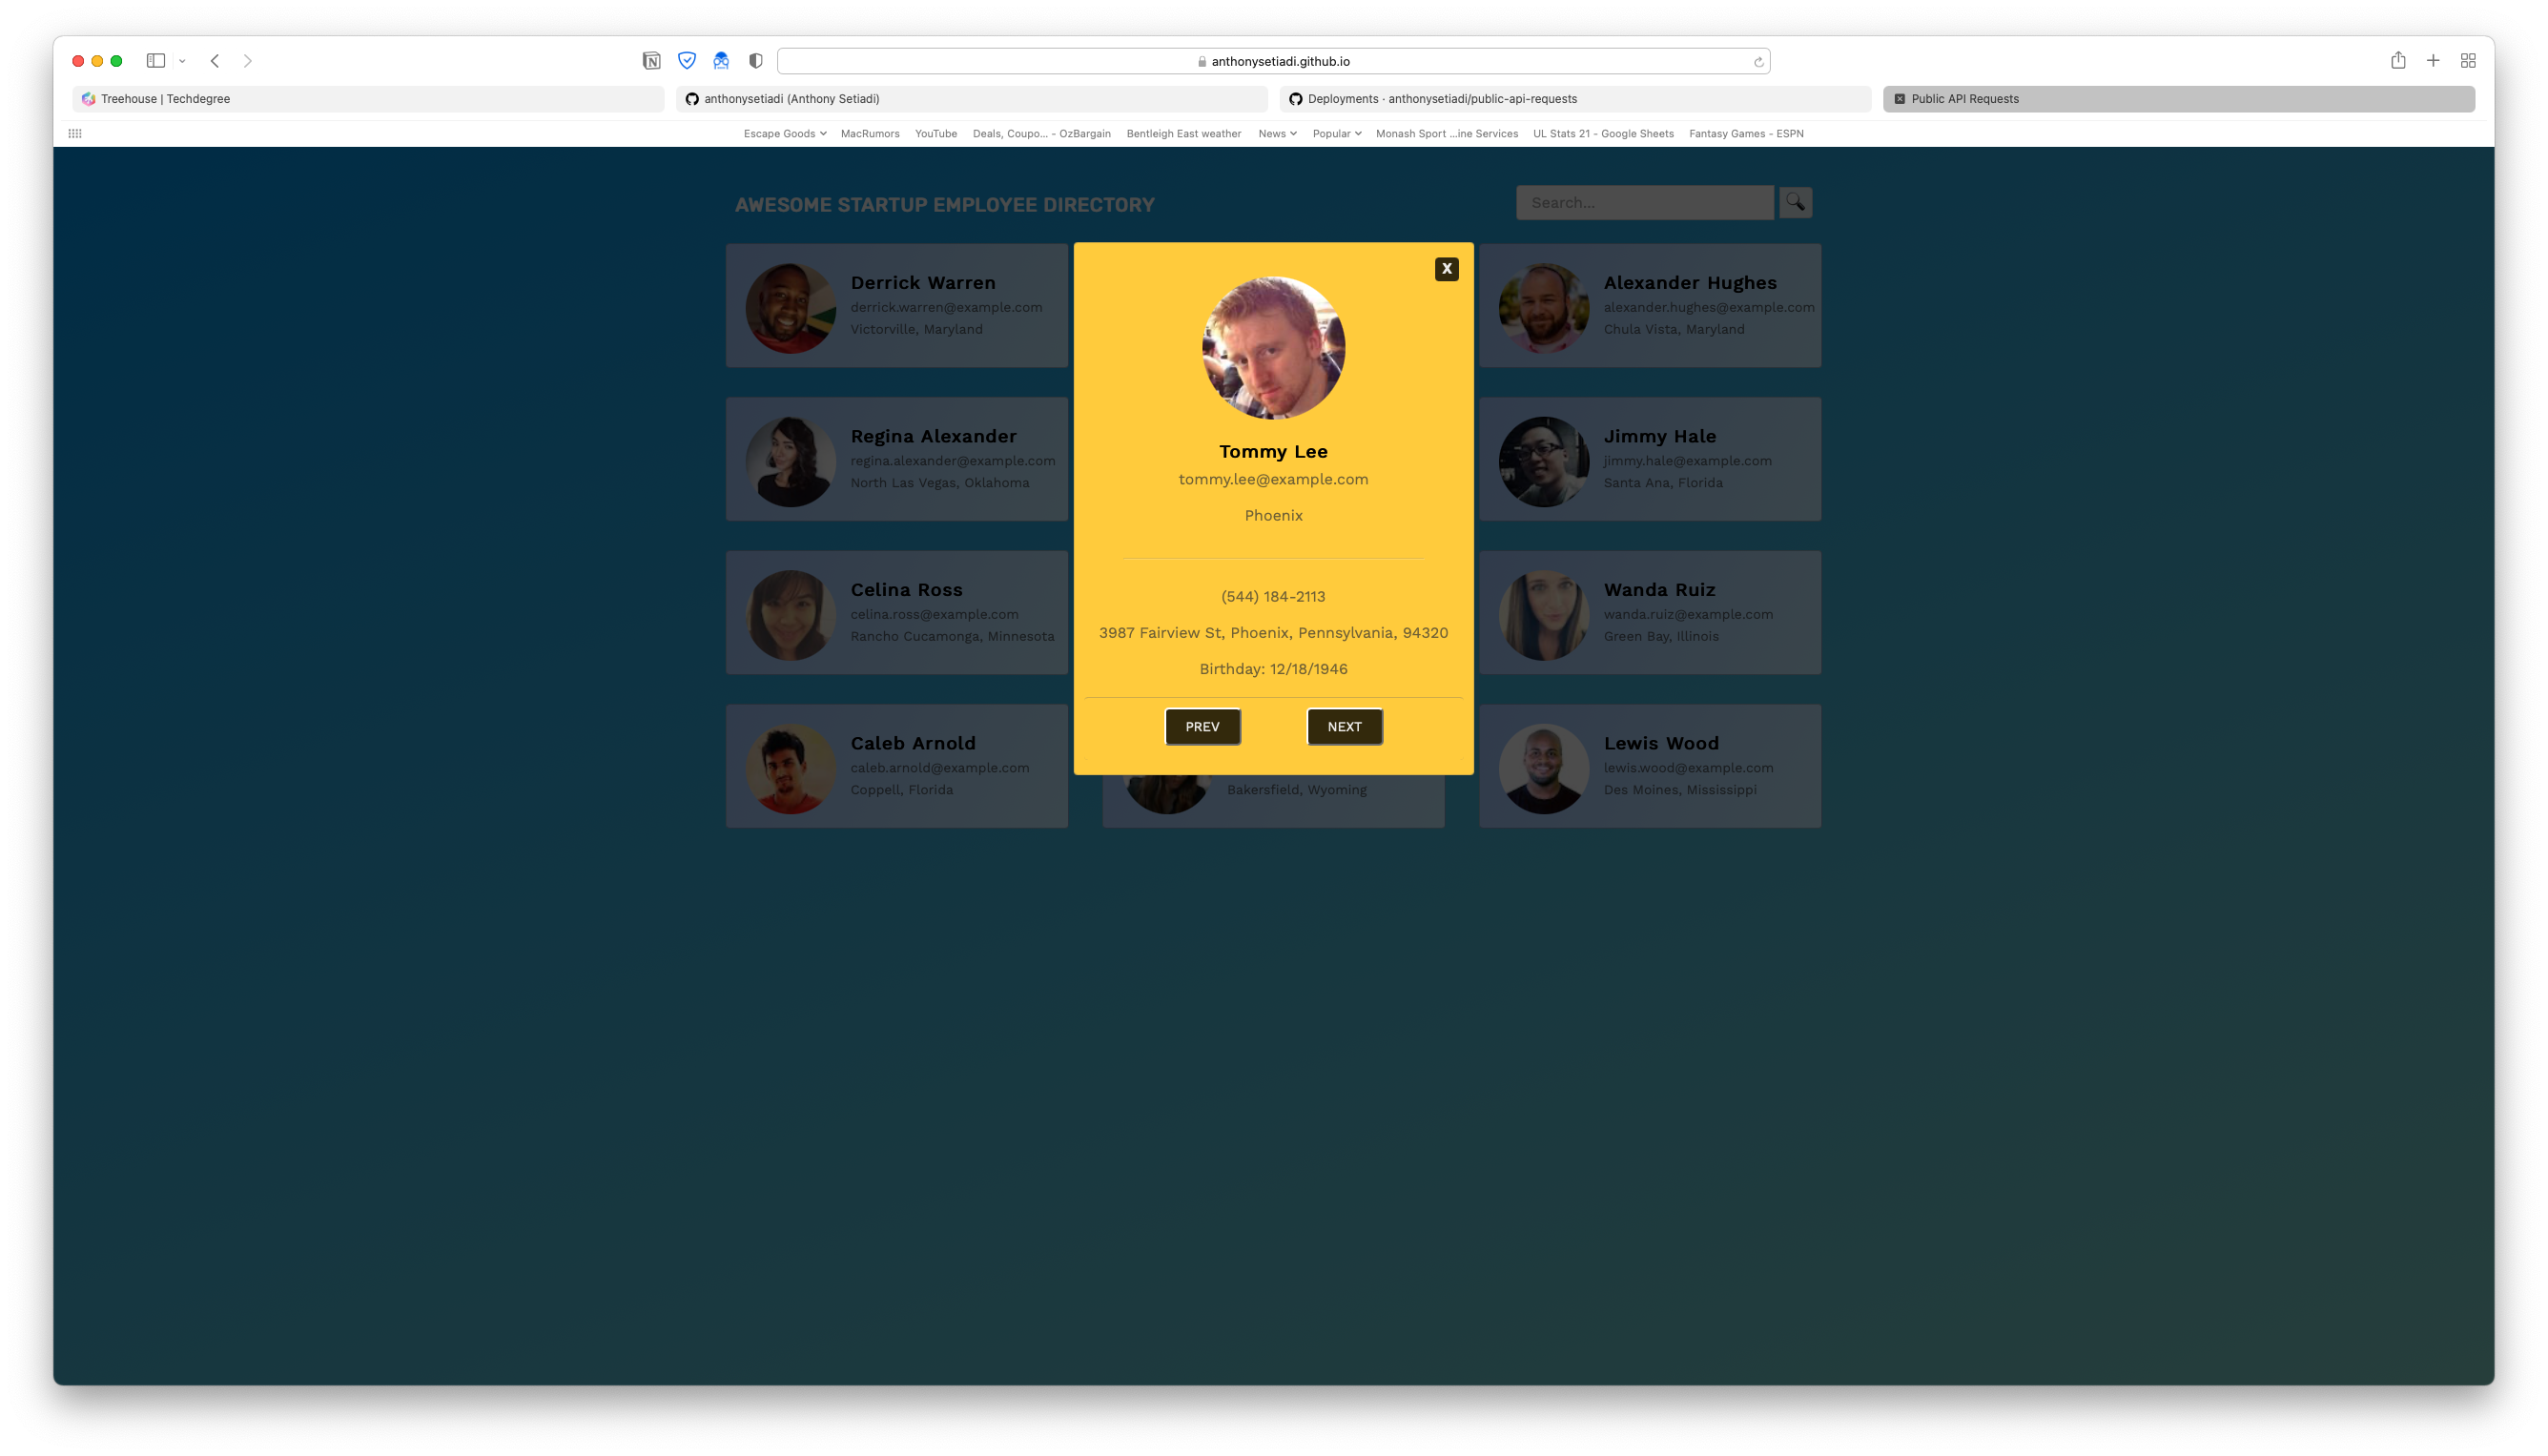 anthonysetiadi.github.io
Treehouse | Techdegree
anthonysetiadi (Anthony Setiadi)
Deployments · anthonysetiadi/public-api-requests
Public API Requests
Escape Goods
MacRumors
YouTube
Deals, Coupo... - OzBargain
Bentleigh East weather
News
Popular
Monash Sport ...ine Services
UL Stats 21 - Google Sheets
Fantasy Games - ESPN
AWESOME STARTUP EMPLOYEE DIRECTORY
Search...
Derrick Warren
derrick.warren@example.com
Victorville, Maryland
Alexander Hughes
alexander.hughes@example.com
Chula Vista, Maryland
Regina Alexander
regina.alexander@example.com
North Las Vegas, Oklahoma
Jimmy Hale
jimmy.hale@example.com
Santa Ana, Florida
Celina Ross
celina.ross@example.com
Rancho Cucamonga, Minnesota
Wanda Ruiz
wanda.ruiz@example.com
Green Bay, Illinois
Caleb Arnold
caleb.arnold@example.com
Coppell, Florida
Bakersfield, Wyoming
Lewis Wood
lewis.wood@example.com
Des Moines, Mississippi
X
Tommy Lee
tommy.lee@example.com
Phoenix
(544) 184-2113
3987 Fairview St, Phoenix, Pennsylvania, 94320
Birthday: 12/18/1946
PREV
NEXT